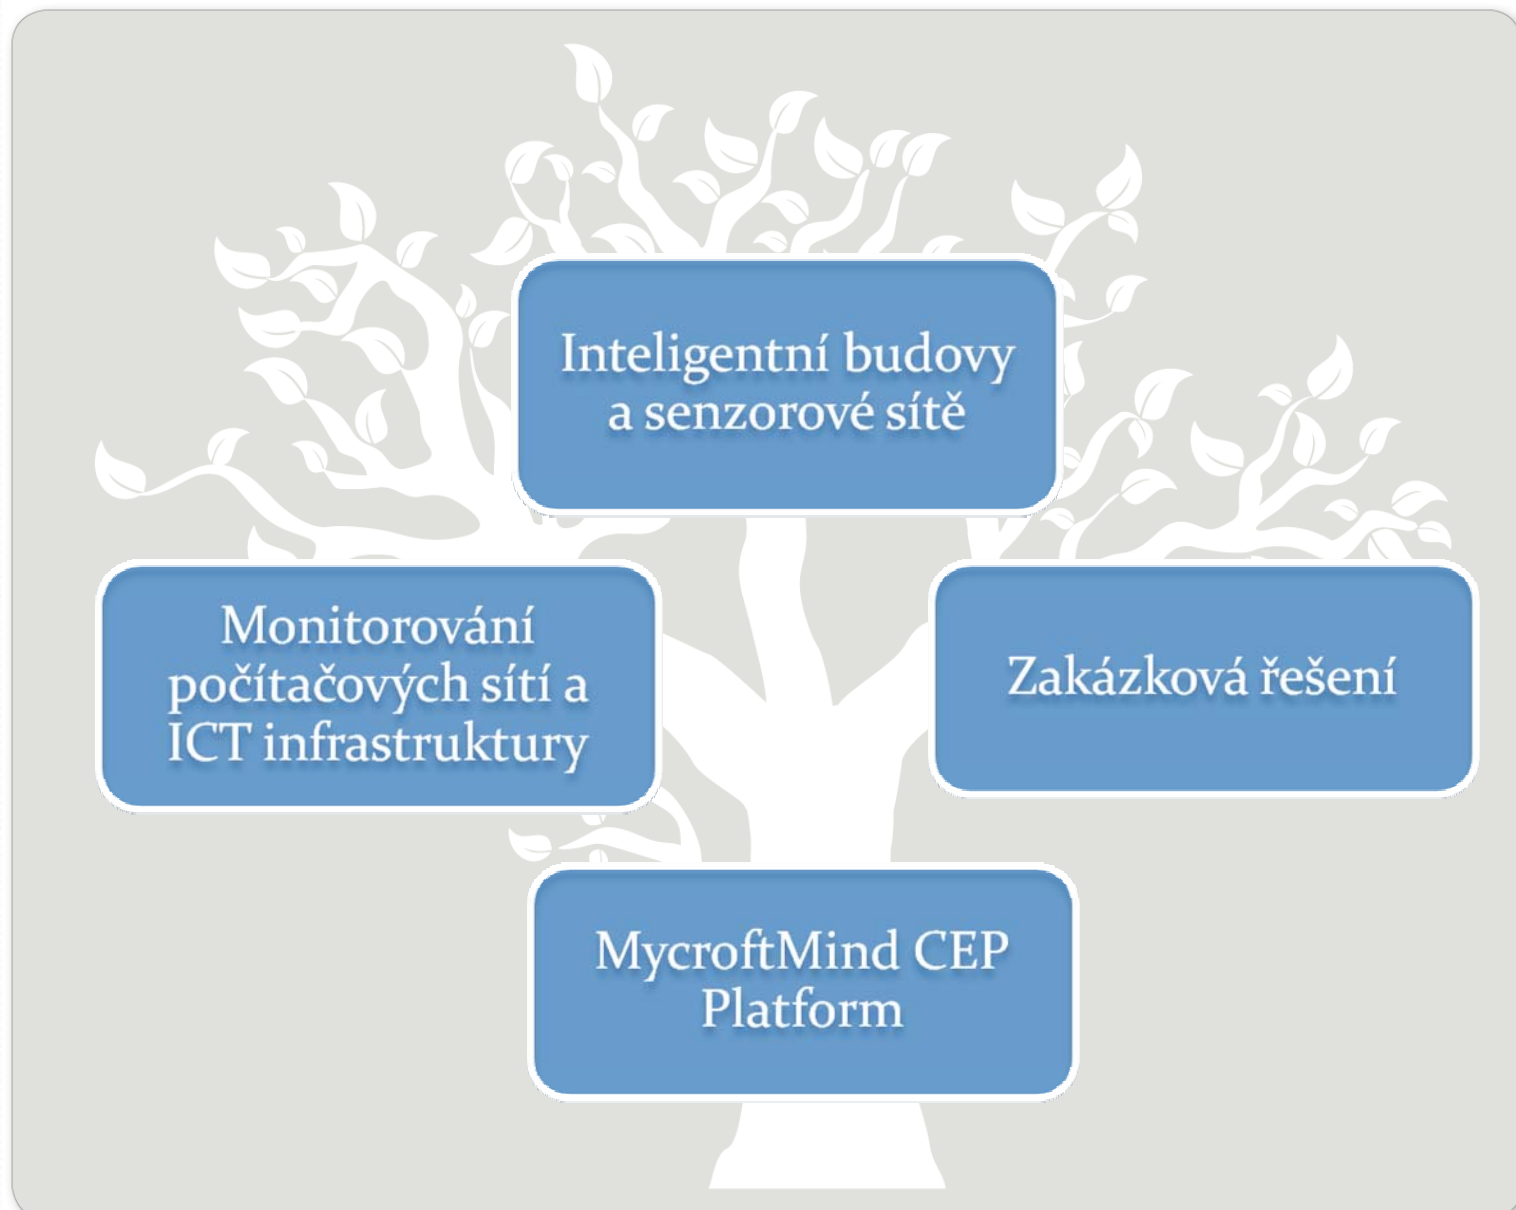 Inteligentní budovy
a senzorové sítě
Monitorování
počítačových sítí a
ICT infrastruktury
Zakázková řešení
MycroftMind CEP
Platform